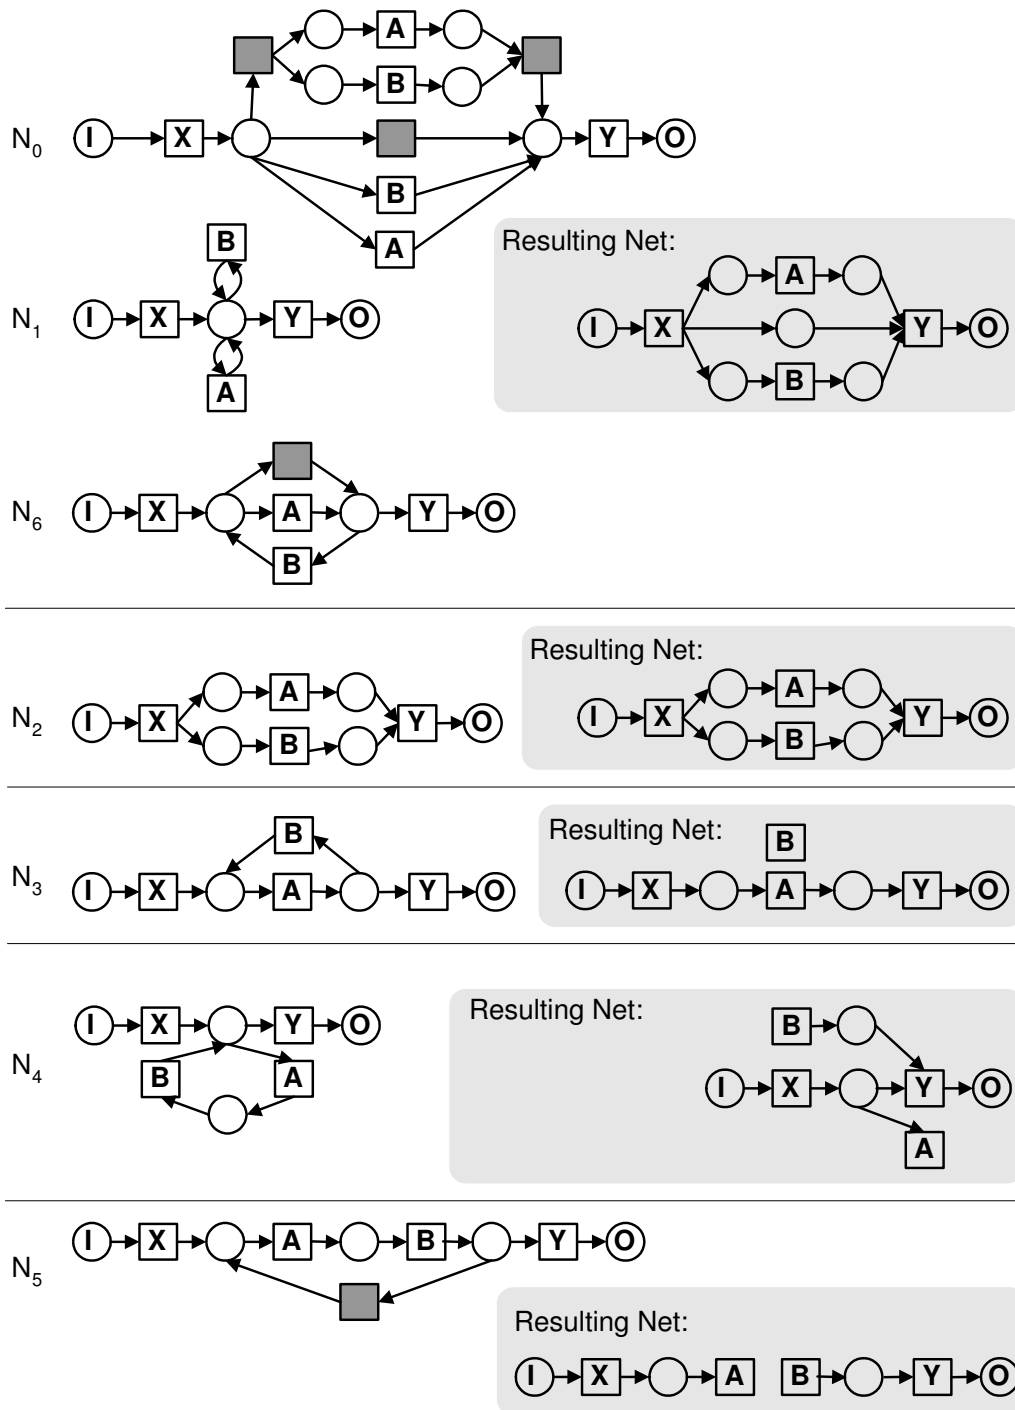 A
B
N0 I X Y O
B
A
Resulting Net:
B
A
N1 I X Y O
I X Y O
A
B
N6 I X A Y O
B
Resulting Net:
A
A
N2 I X Y O
I X Y O
B
B
Resulting Net:
B
B
N3 I X A Y O
I X A Y O
Resulting Net:
I X Y O
B
N4 B A
I X Y O
A
I X A B Y O
N5
Resulting Net:
I X A B Y O